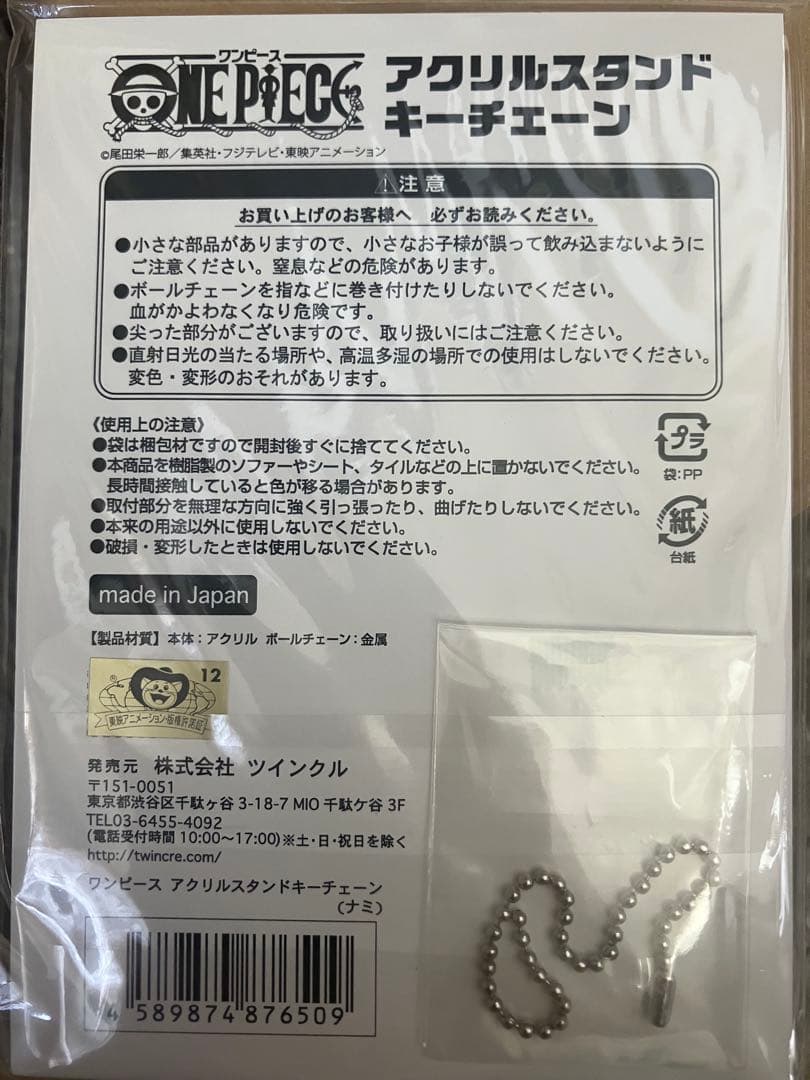 ワンピース
ONE PIECE
アクリルスタンド
キーチェーン
©尾田栄一郎／集英社・フジテレビ・東映アニメーション
⚠注意
お買い上げのお客様へ　必ずお読みください。
●小さな部品がありますので、小さなお子様が誤って飲み込まないように
ご注意ください。窒息などの危険があります。
●ボールチェーンを指などに巻き付けたりしないでください。
血がかよわなくなり危険です。
●尖った部分がございますので、取り扱いにはご注意ください。
●直射日光の当たる場所や、高温多湿の場所での使用はしないでください。
変色・変形のおそれがあります。
《使用上の注意》
●袋は梱包材ですので開封後すぐに捨ててください。
●本商品を樹脂製のソファーやシート、タイルなどの上に置かないでください。
長時間接触していると色が移る場合があります。
●取付部分を無理な方向に強く引っ張ったり、曲げたりしないでください。
●本来の用途以外に使用しないでください。
●破損・変形したときは使用しないでください。
プラ
袋：PP
紙
台紙
made in Japan
【製品材質】本体：アクリル ボールチェーン：金属
12
東映アニメーション・版権許諾証
発売元 株式会社 ツインクル
〒151-0051
東京都渋谷区千駄ヶ谷 3-18-7 MIO 千駄ケ谷 3F
TEL03-6455-4092
(電話受付時間 10:00〜17:00)※土・日・祝日を除く
http://twincre.com/
ワンピース アクリルスタンドキーチェーン
(ナミ)
4 589874 876509